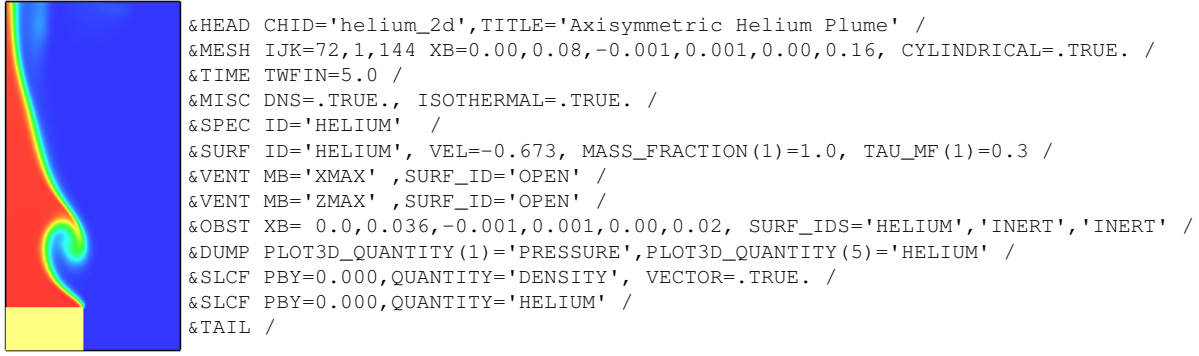 &HEAD CHID='helium_2d',TITLE='Axisymmetric Helium Plume' /
&MESH IJK=72,1,144 XB=0.00,0.08,-0.001,0.001,0.00,0.16, CYLINDRICAL=.TRUE. /
&TIME TWFIN=5.0 /
&MISC DNS=.TRUE., ISOTHERMAL=.TRUE. /
&SPEC ID='HELIUM'  /
&SURF ID='HELIUM', VEL=-0.673, MASS_FRACTION(1)=1.0, TAU_MF(1)=0.3 /
&VENT MB='XMAX' ,SURF_ID='OPEN' /
&VENT MB='ZMAX' ,SURF_ID='OPEN' /
&OBST XB= 0.0,0.036,-0.001,0.001,0.00,0.02, SURF_IDS='HELIUM','INERT','INERT' /
&DUMP PLOT3D_QUANTITY(1)='PRESSURE',PLOT3D_QUANTITY(5)='HELIUM' /
&SLCF PBY=0.000,QUANTITY='DENSITY', VECTOR=.TRUE. /
&SLCF PBY=0.000,QUANTITY='HELIUM' /
&TAIL /